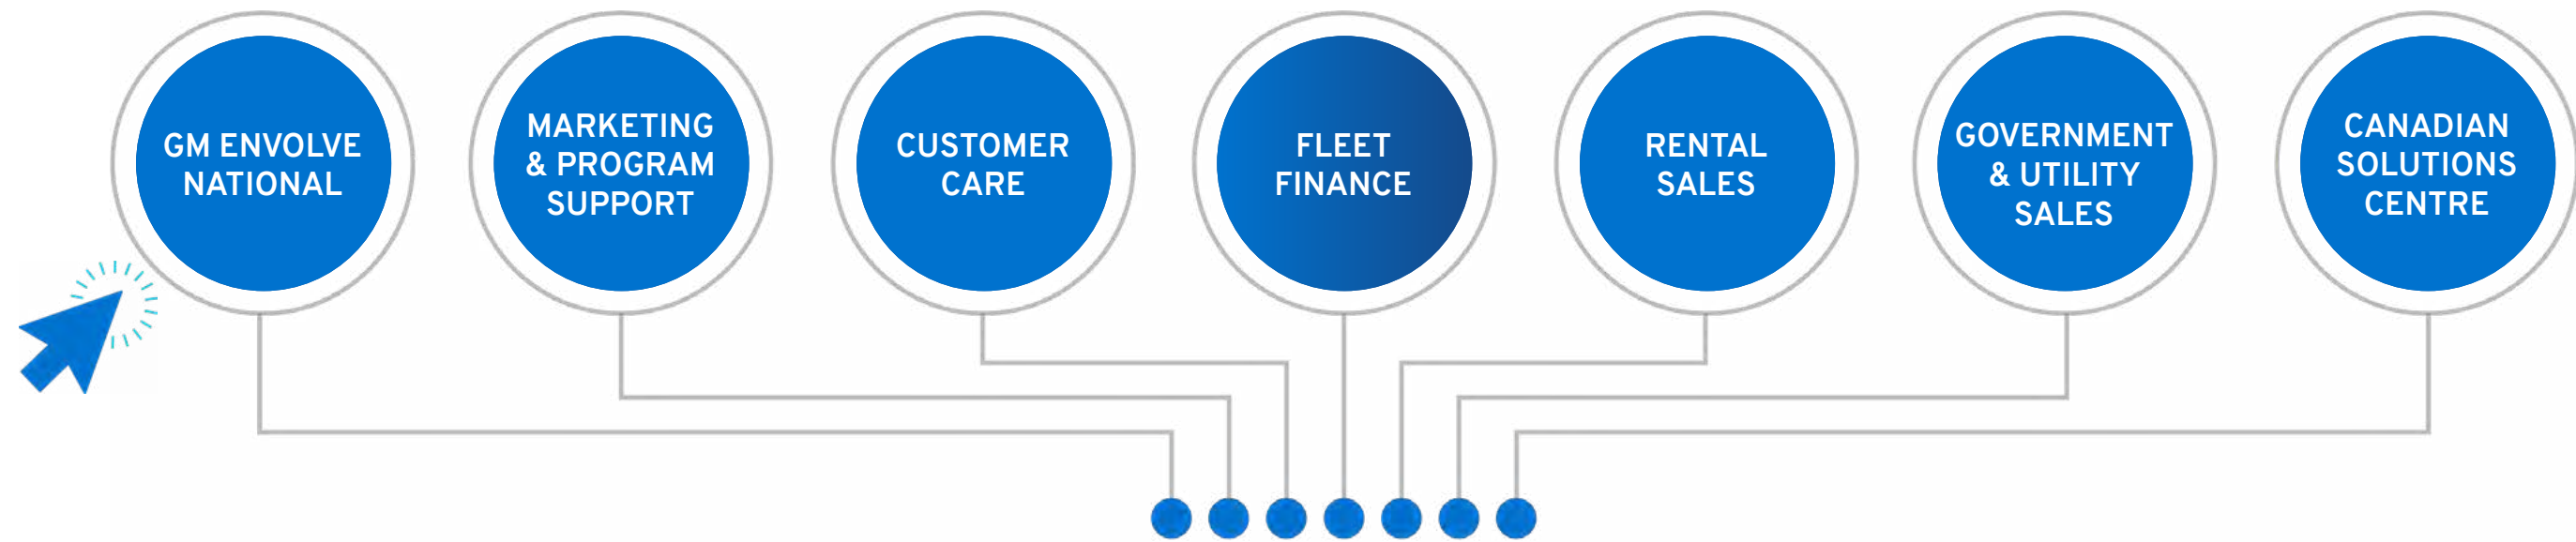 GM ENVOLVE
NATIONAL
MARKETING
& PROGRAM
SUPPORT
CUSTOMER
CARE
FLEET
FINANCE
RENTAL
SALES
GOVERNMENT
& UTILITY
SALES
CANADIAN
SOLUTIONS
CENTRE